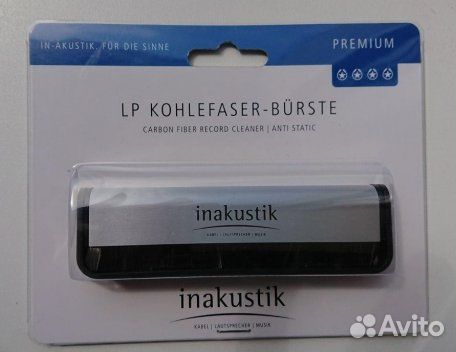 IN-AKUSTIK. FÜR DIE SINNE
PREMIUM
LP KOHLEFASER-BÜRSTE
CARBON FIBER RECORD CLEANER | ANTI STATIC
inakustik
KABEL | LAUTSPRECHER | MUSIK
inakustik
KABEL | LAUTSPRECHER | MUSIK
Avito